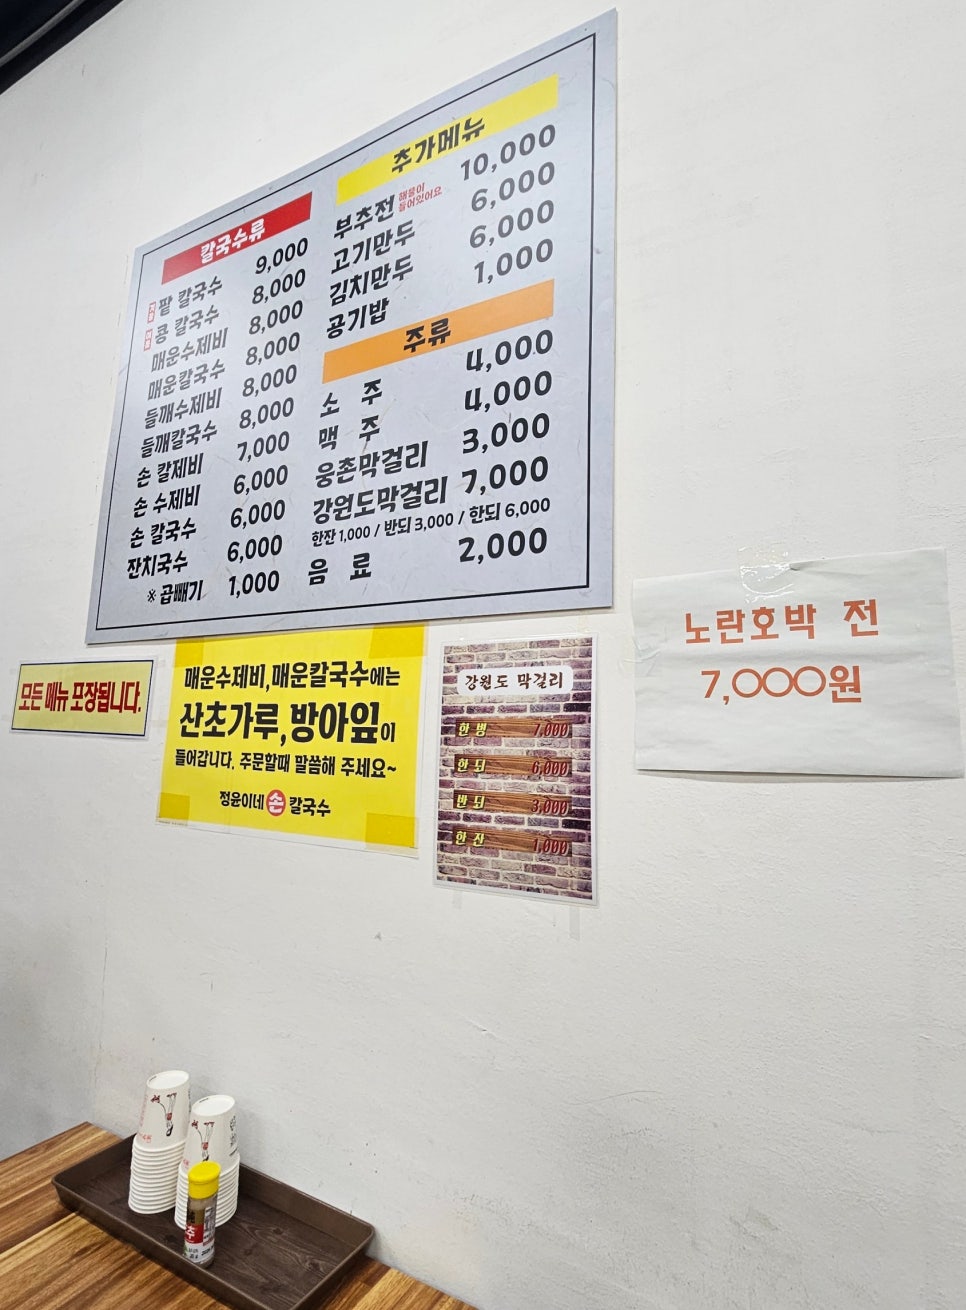 칼국수류
팥 칼국수 9,000
콩 칼국수 8,000
매운수제비 8,000
매운칼국수 8,000
들깨수제비 8,000
들깨칼국수 8,000
손 칼제비 7,000
손 수제비 6,000
손 칼국수 6,000
잔치국수 6,000
※ 곱빼기 1,000
추가메뉴
부추전 해물이 들어있어요 10,000
고기만두 6,000
김치만두 6,000
공기밥 1,000
주류
소 주 4,000
맥 주 4,000
웅촌막걸리 3,000
강원도막걸리 7,000
한잔 1,000 / 반되 3,000 / 한되 6,000
음 료 2,000
모든 메뉴 포장됩니다.
매운수제비,매운칼국수에는
산초가루,방아잎이
들어갑니다. 주문할때 말씀해 주세요~
정윤이네 손 칼국수
강원도 막걸리
한 병 7,000
한 되 6,000
반 되 3,000
한 잔 1,000
노란호박 전
7,000원